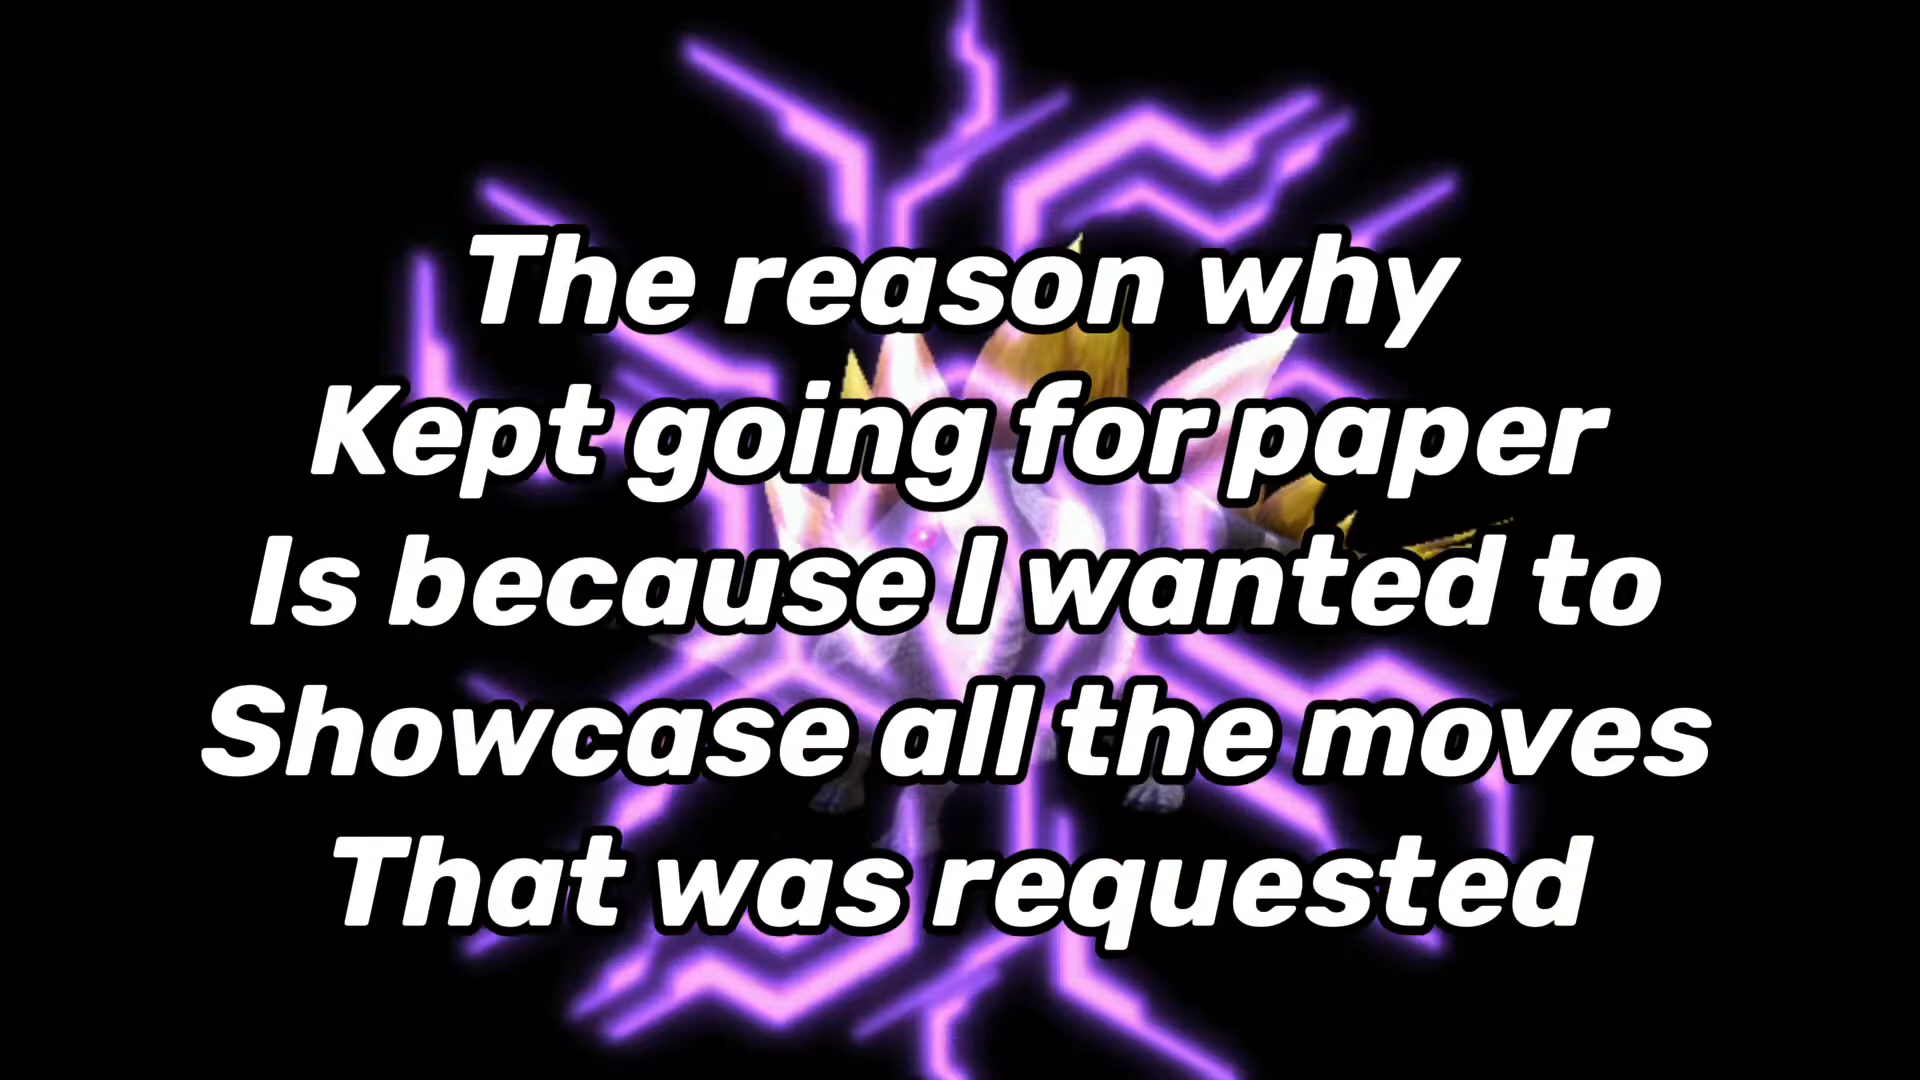 The reason why
Kept going for paper
Is because I wanted to
Showcase all the moves
That was requested